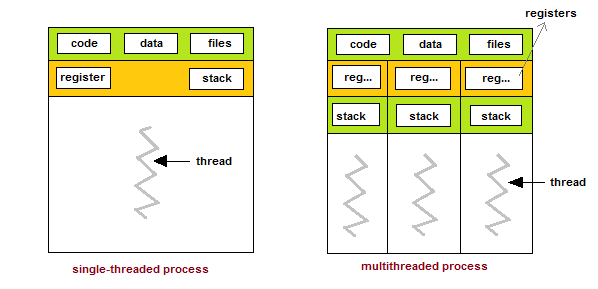 code data files
register stack
thread
single-threaded process
registers
code data files
reg... reg... reg...
stack stack stack
thread
multithreaded process